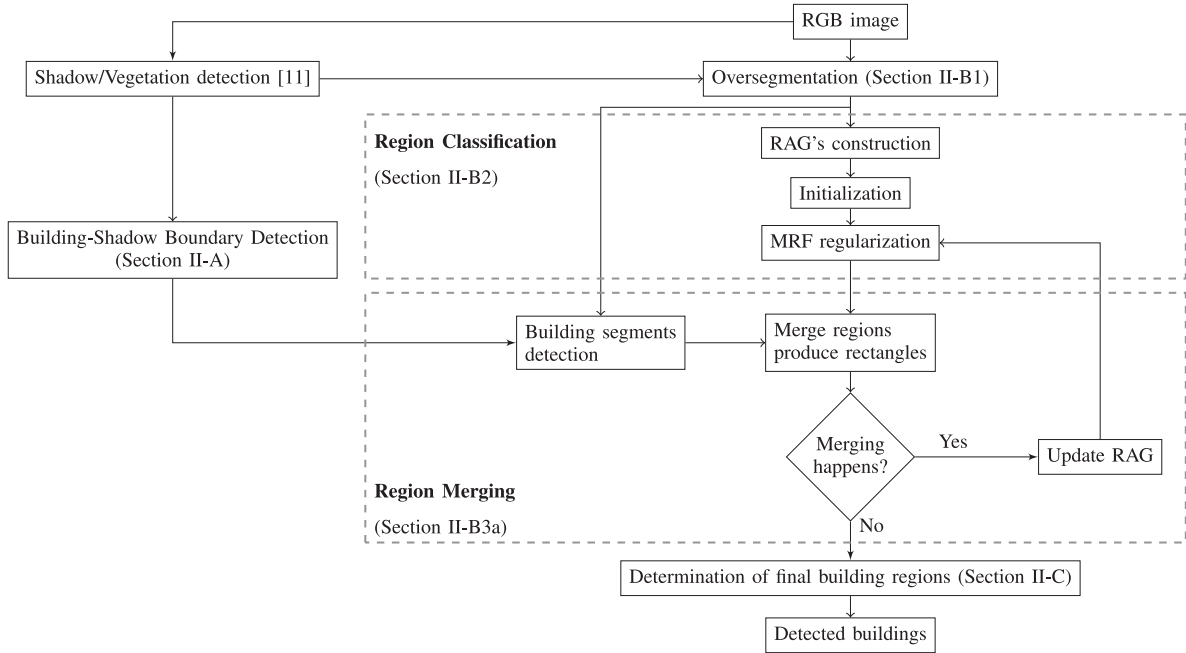 RGB image
Shadow/Vegetation detection [11]
Oversegmentation (Section II-B1)
Region Classification
(Section II-B2)
RAG's construction
Initialization
MRF regularization
Building-Shadow Boundary Detection
(Section II-A)
Building segments
detection
Merge regions
produce rectangles
Merging
happens?
Yes
Update RAG
Region Merging
(Section II-B3a)
No
Determination of final building regions (Section II-C)
Detected buildings